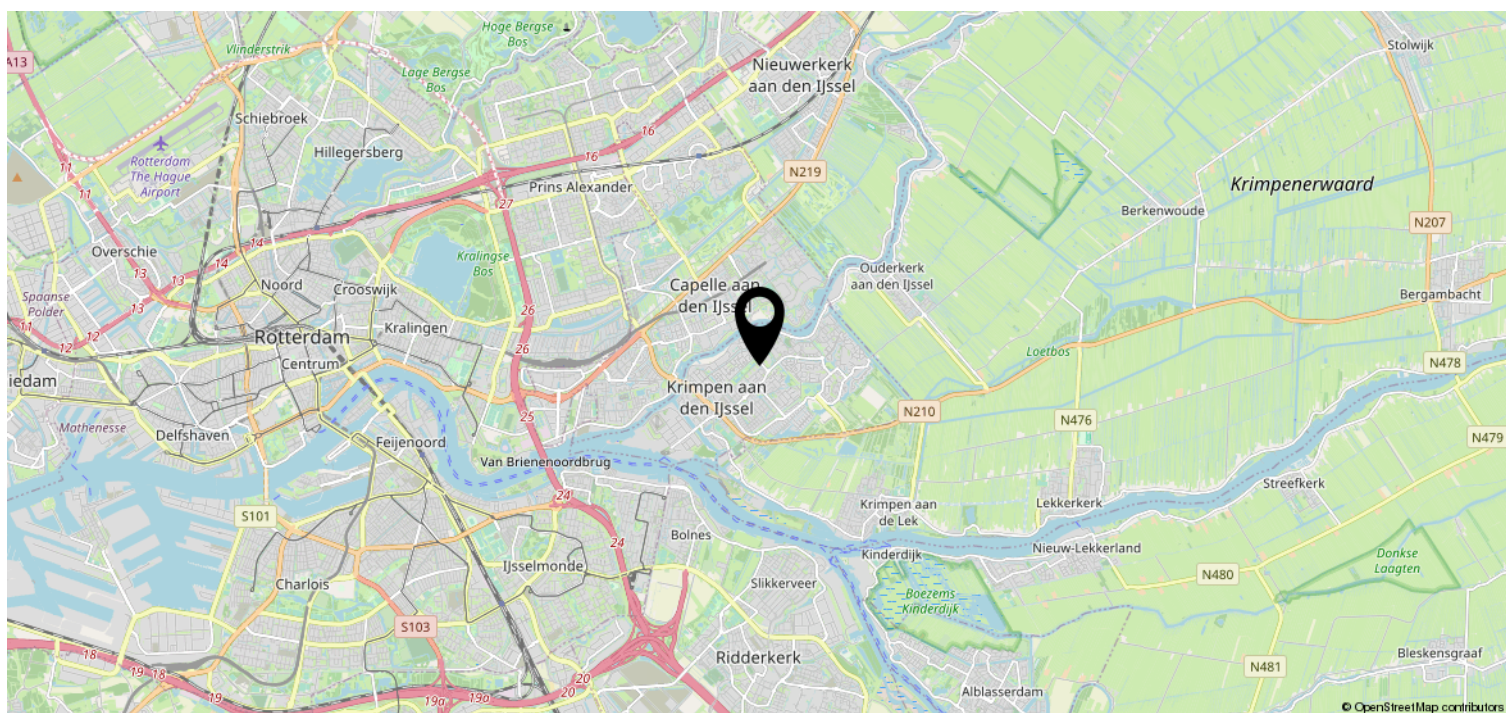 Hoge Bergse
Bos
Stolwijk
Vlinderstrik
A13
Nieuwerkerk
aan den IJssel
Lage Bergse
Bos
Schiebroek
16
Hillegersberg
16
11
Rotterdam
The Hague
Airport
11
N219
Prins Alexander
Krimpenerwaard
27
Berkenwoude
N207
14
Overschie
13
14
13
Kralingse
Bos
Ouderkerk
aan den IJssel
Spaanse
Polder
Noord
Crooswijk
Capelle aan
den IJssel
Bergambacht
26
12
12
Rotterdam
Kralingen
26
Loetbos
Centrum
N478
iedam
Krimpen aan
den IJssel
25
N210
N476
Mathenesse
Delfshaven
Feijenoord
N479
Van Brienenoordbrug
24
Streefkerk
S101
Krimpen aan
de Lek
Lekkerkerk
24
Bolnes
Kinderdijk
Nieuw-Lekkerland
Donkse
Laagten
IJsselmonde
N480
Charlois
Slikkerveer
Boezems
Kinderdijk
S103
18
19
18
Ridderkerk
Bleskensgraaf
N481
20
20
19
19a
19a
Alblasserdam
© OpenStreetMap contributors